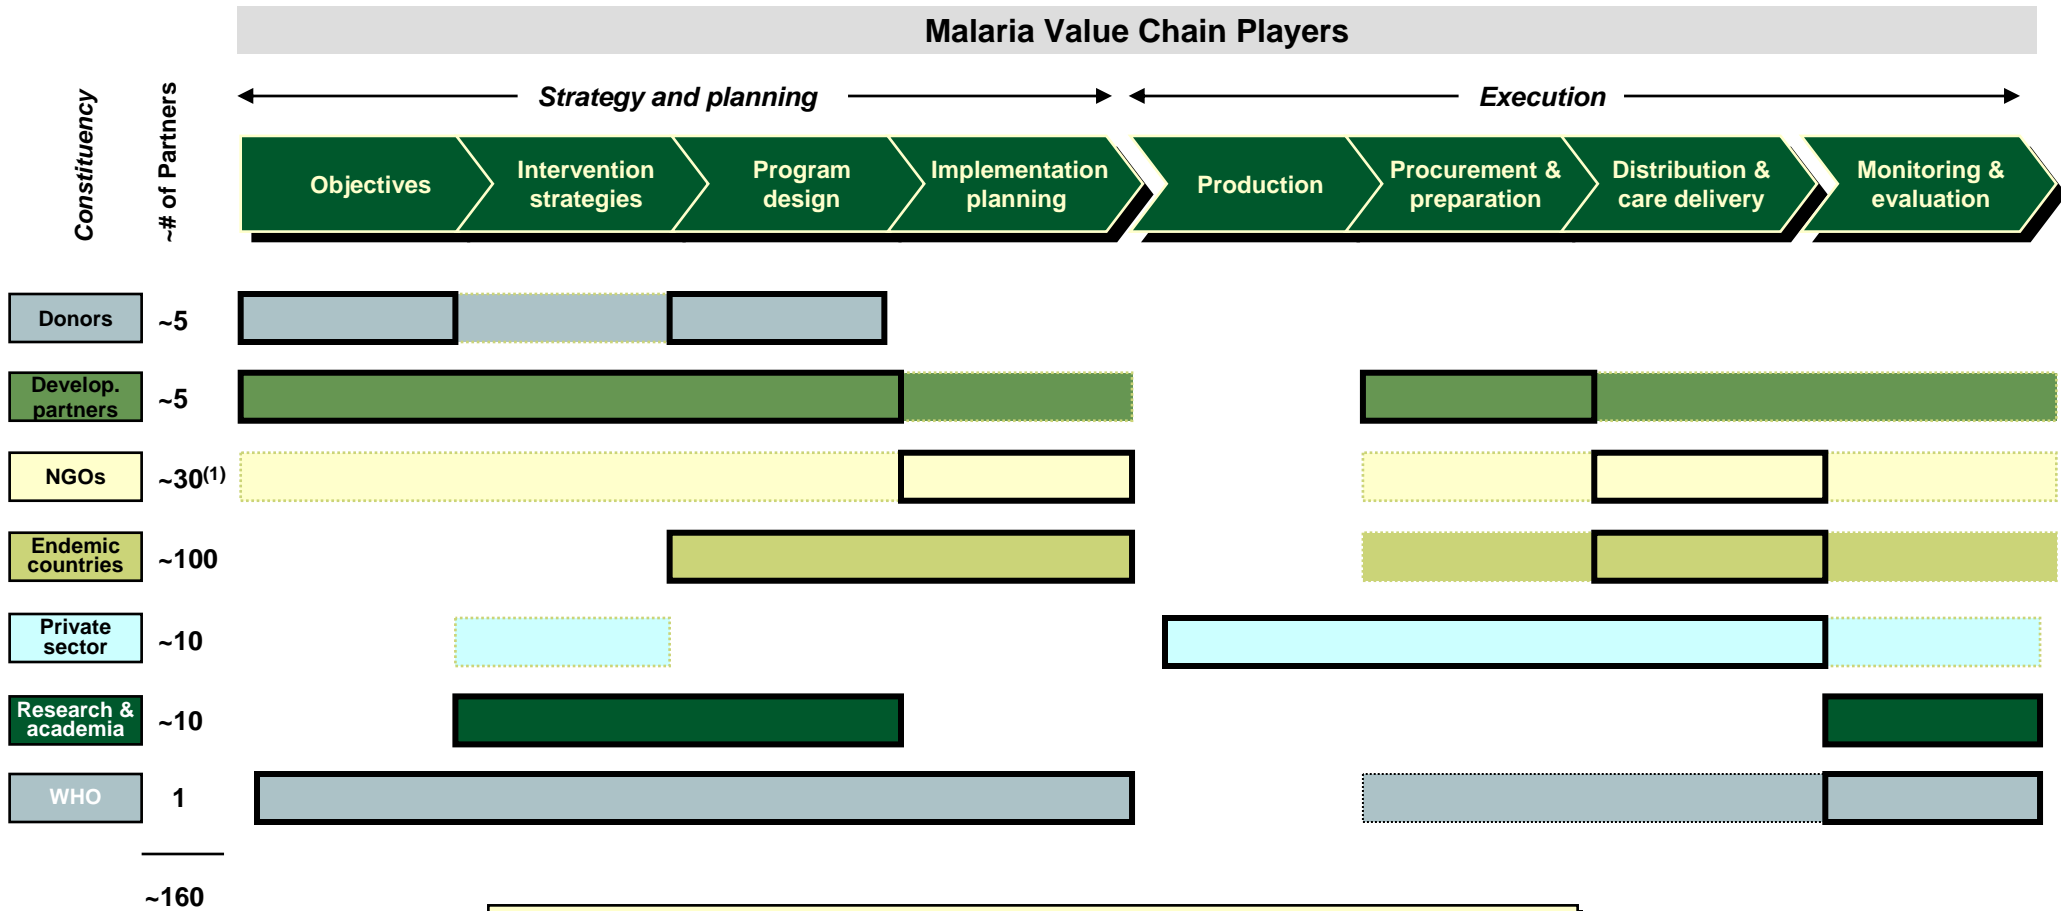 Malaria Value Chain Players
Constituency
~# of Partners
Strategy and planning
Execution
Objectives
Intervention
strategies
Program
design
Implementation
planning
Production
Procurement &
preparation
Distribution &
care delivery
Monitoring &
evaluation
Donors
~5
Develop.
partners
~5
NGOs
~30(1)
Endemic
countries
~100
Private
sector
~10
Research &
academia
~10
WHO
1
~160